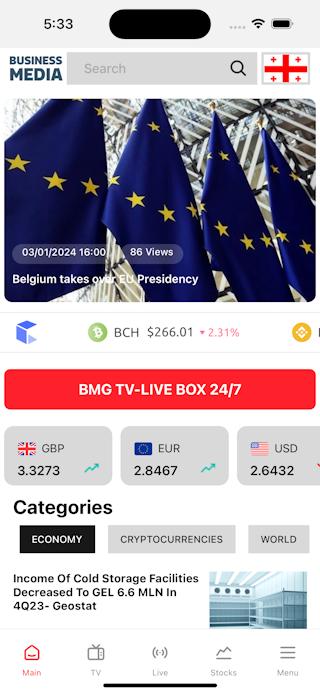 5:33
BUSINESS
MEDIA
Search
03/01/2024 16:00
86 Views
Belgium takes over EU Presidency
BCH $266.01 2.31%
BMG TV-LIVE BOX 24/7
GBP
3.3273
EUR
2.8467
USD
2.6432
Categories
ECONOMY
CRYPTOCURRENCIES
WORLD
Income Of Cold Storage Facilities
Decreased To GEL 6.6 MLN In
4Q23- Geostat
Main
TV
Live
Stocks
Menu